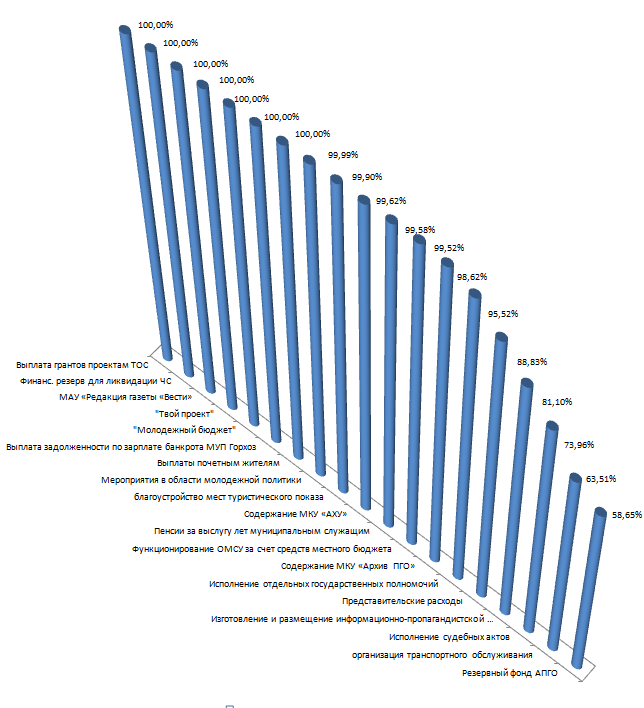 100,00%
100,00%
100,00%
100,00%
100,00%
100,00%
100,00%
99,99%
99,90%
99,62%
99,58%
99,52%
98,62%
95,52%
88,83%
81,10%
73,96%
63,51%
58,65%
Выплата грантов проектам ТОС
Финанс. резерв для ликвидации ЧС
МАУ «Редакция газеты «Вести»
"Твой проект"
"Молодежный бюджет"
Выплата задолженности по зарплате банкрота МУП Горхоз
Выплаты почетным жителям
Мероприятия в области молодежной политики
благоустройство мест туристического показа
Содержание МКУ «АХУ»
Пенсии за выслугу лет муниципальным служащим
Функционирование ОМСУ за счет средств местного бюджета
Содержание МКУ «Архив ПГО»
Исполнение отдельных государственных полномочий
Представительские расходы
Изготовление и размещение информационно-пропагандистской ...
Исполнение судебных актов
организация транспортного обслуживания
Резервный фонд АПГО